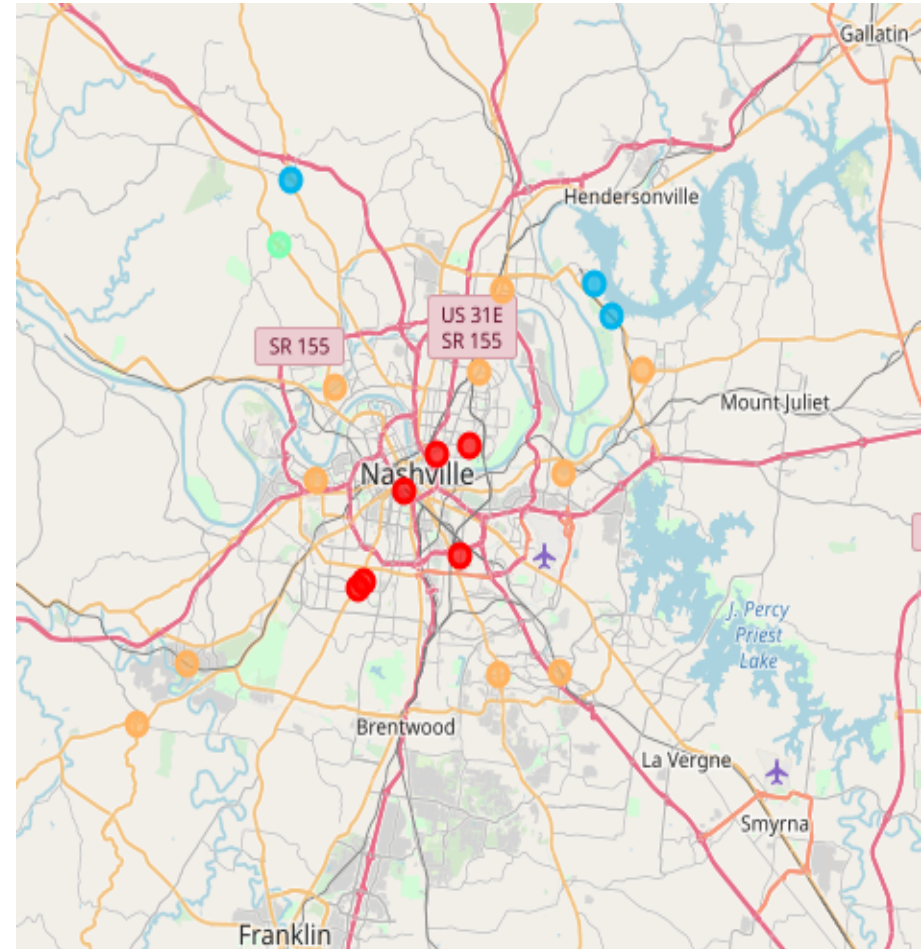 Gallatin
Hendersonville
US 31E
SR 155
SR 155
Mount Juliet
Nashville
J. Percy
Priest
Lake
Brentwood
La Vergne
Smyrna
Franklin